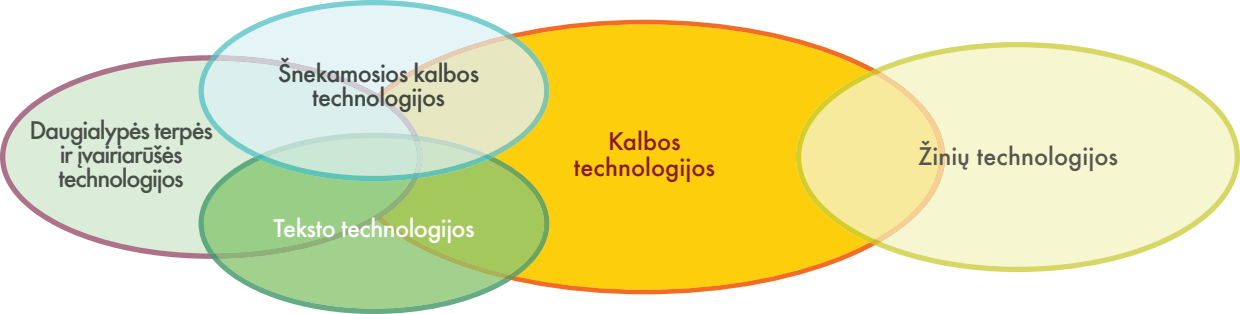 Šnekamosios kalbos
technologijos
Daugialypės terpės
ir įvairiarūšės
technologijos
Teksto technologijos
Kalbos
technologijos
Žinių technologijos